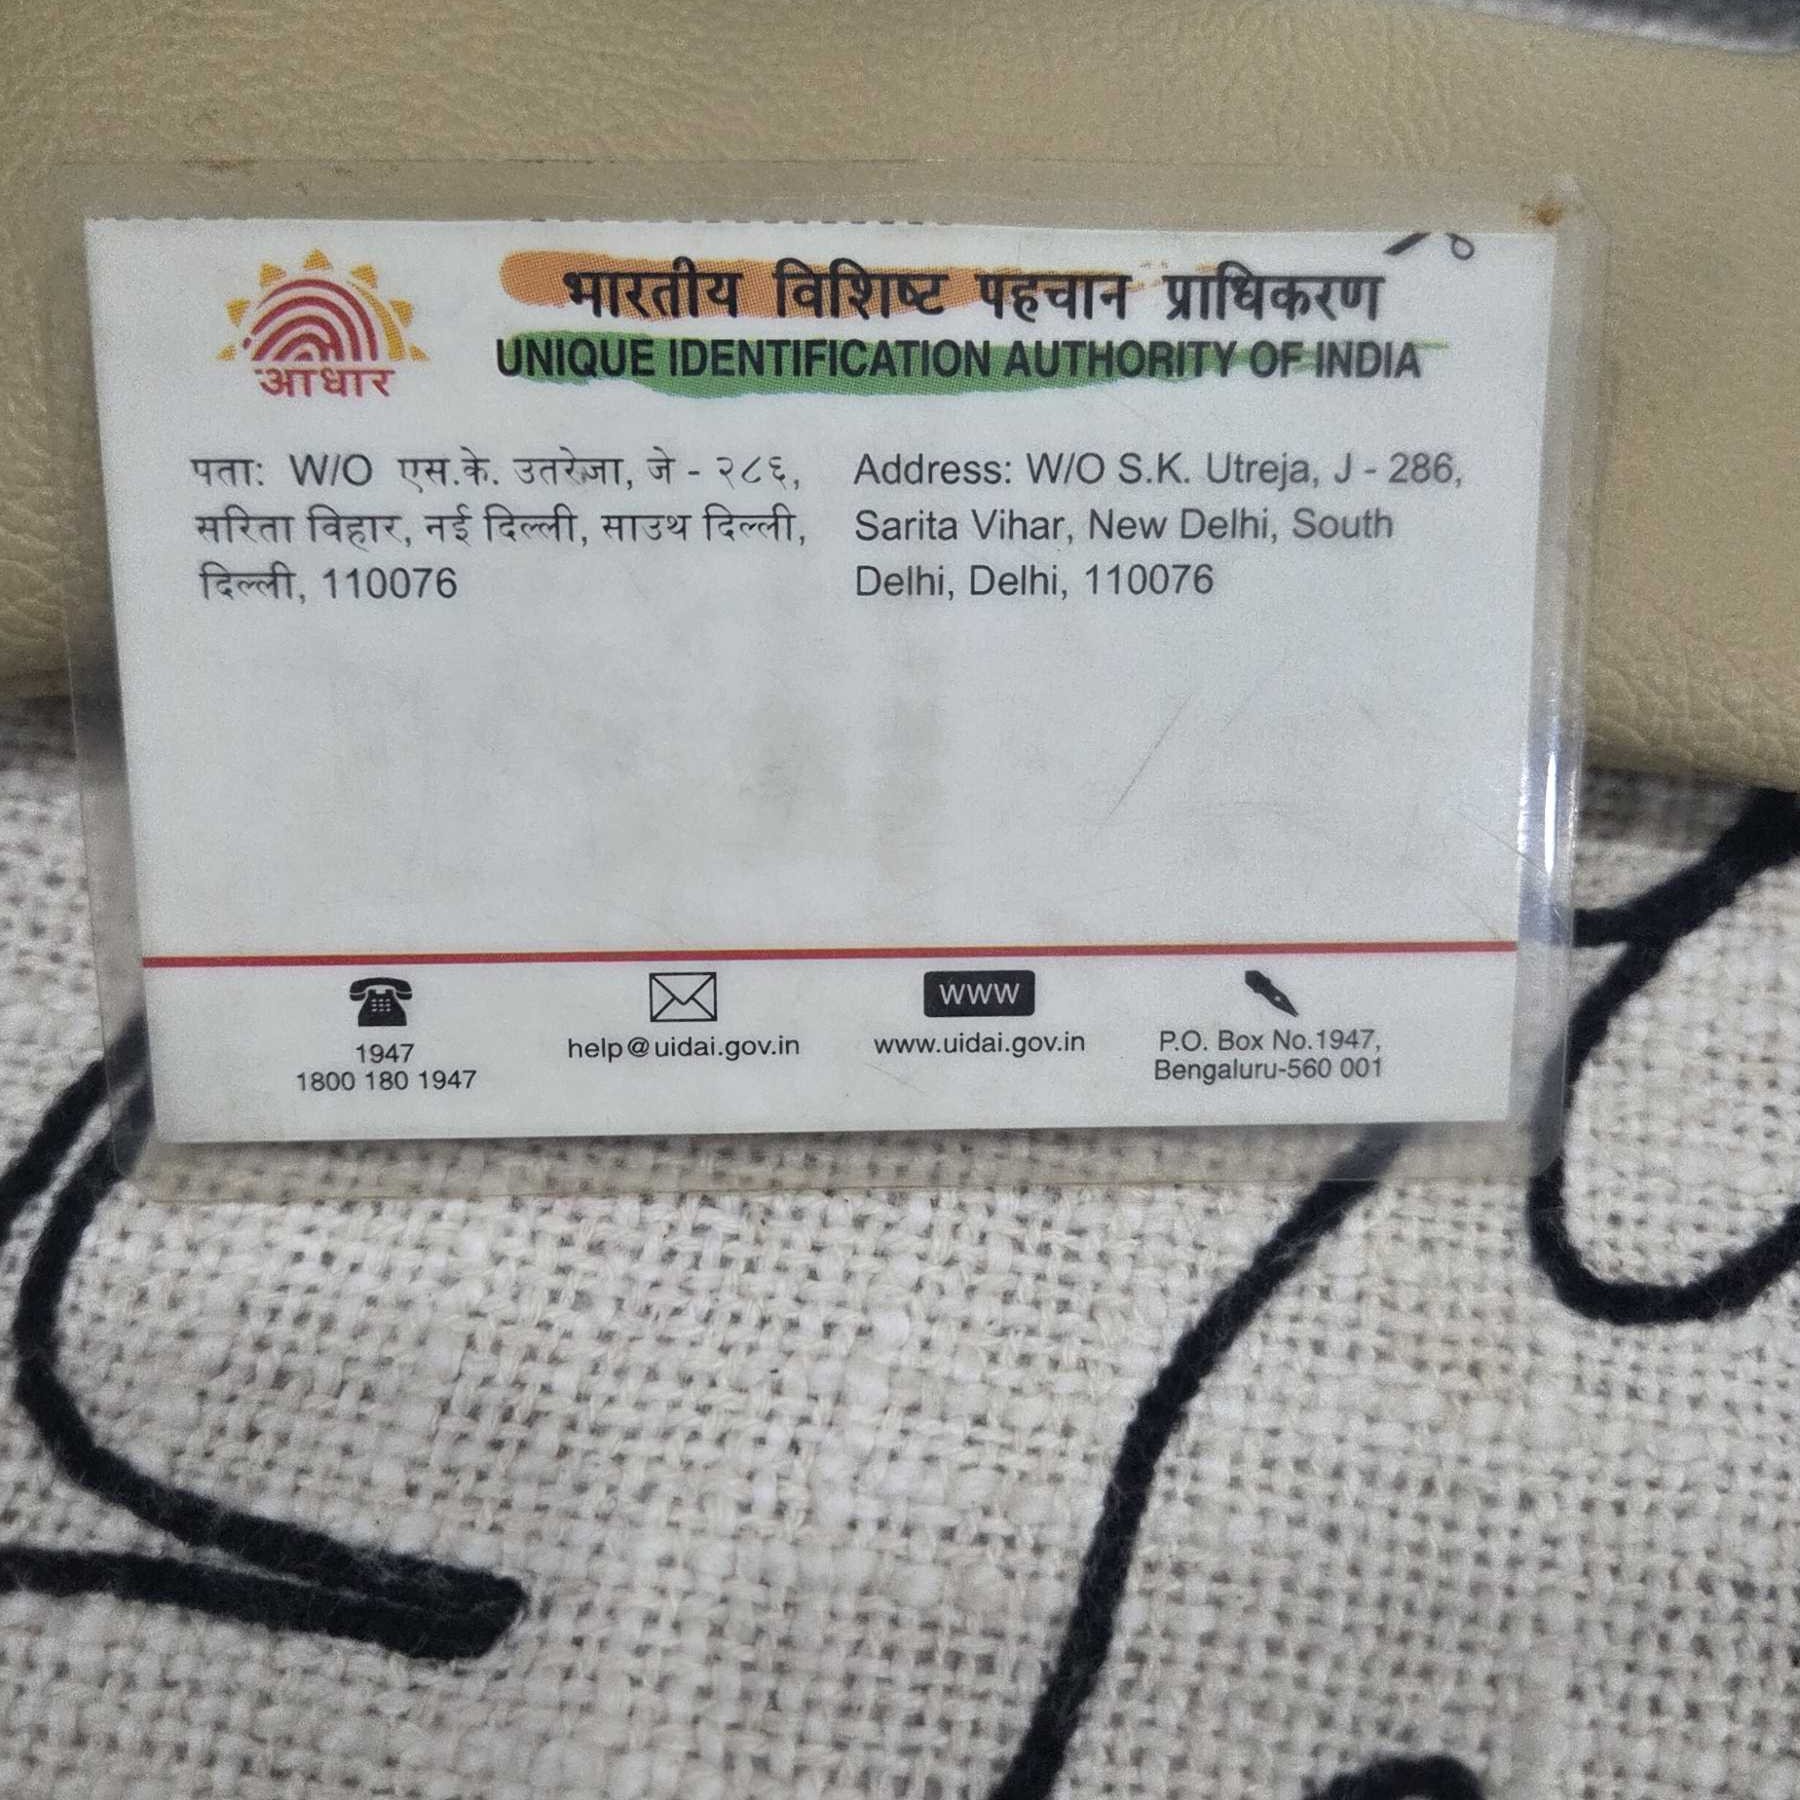 आधार
भारतीय विशिष्ट पहचान प्राधिकरण
UNIQUE IDENTIFICATION AUTHORITY OF INDIA
पता: W/O एस.के. उतरेजा, जे - २८६,
सरिता विहार, नई दिल्ली, साउथ दिल्ली,
दिल्ली, 110076
Address: W/O S.K. Utreja, J - 286,
Sarita Vihar, New Delhi, South
Delhi, Delhi, 110076
1947
1800 180 1947
help@uidai.gov.in
www
www.uidai.gov.in
P.O. Box No.1947,
Bengaluru-560 001